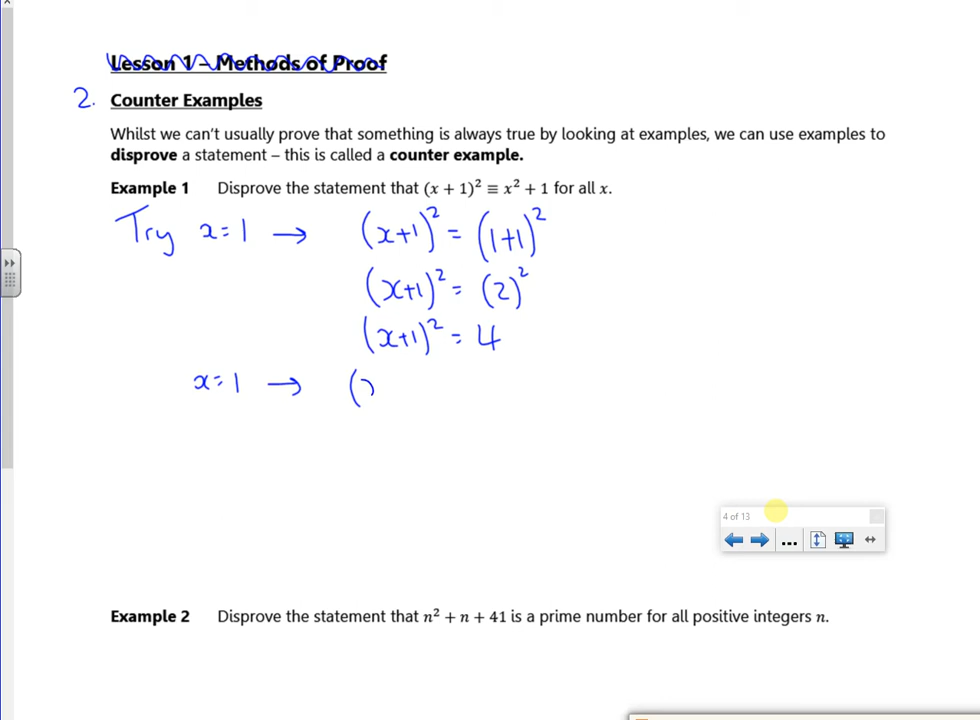 Lesson 1 – Methods of Proof
2. Counter Examples
Whilst we can't usually prove that something is always true by looking at examples, we can use examples to
disprove a statement – this is called a counter example.
Example 1 Disprove the statement that (x + 1)² ≡ x² + 1 for all x.
Try x=1 → (x+1)² = (1+1)²
(x+1)² = (2)²
(x+1)² = 4
x=1 → (
4 of 13
Example 2 Disprove the statement that n² + n + 41 is a prime number for all positive integers n.